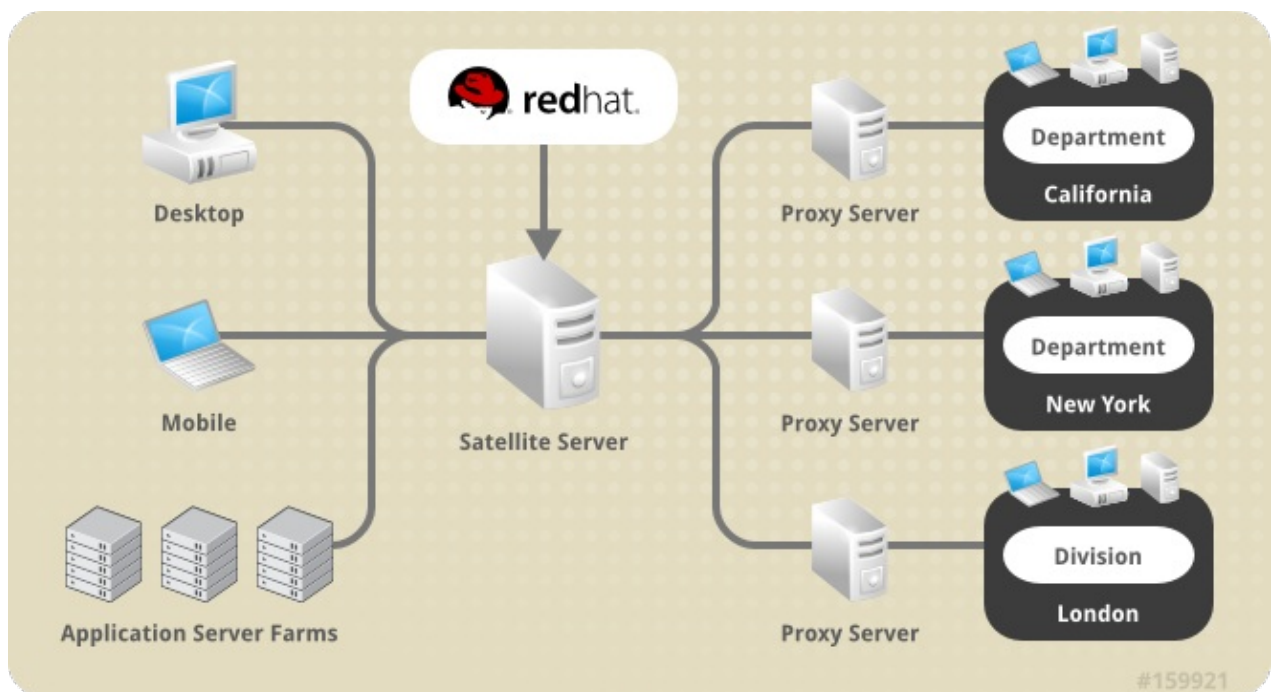 redhat.
Department
California
Desktop
Proxy Server
Department
New York
Mobile
Satellite Server
Proxy Server
Division
London
Application Server Farms
Proxy Server
#159921